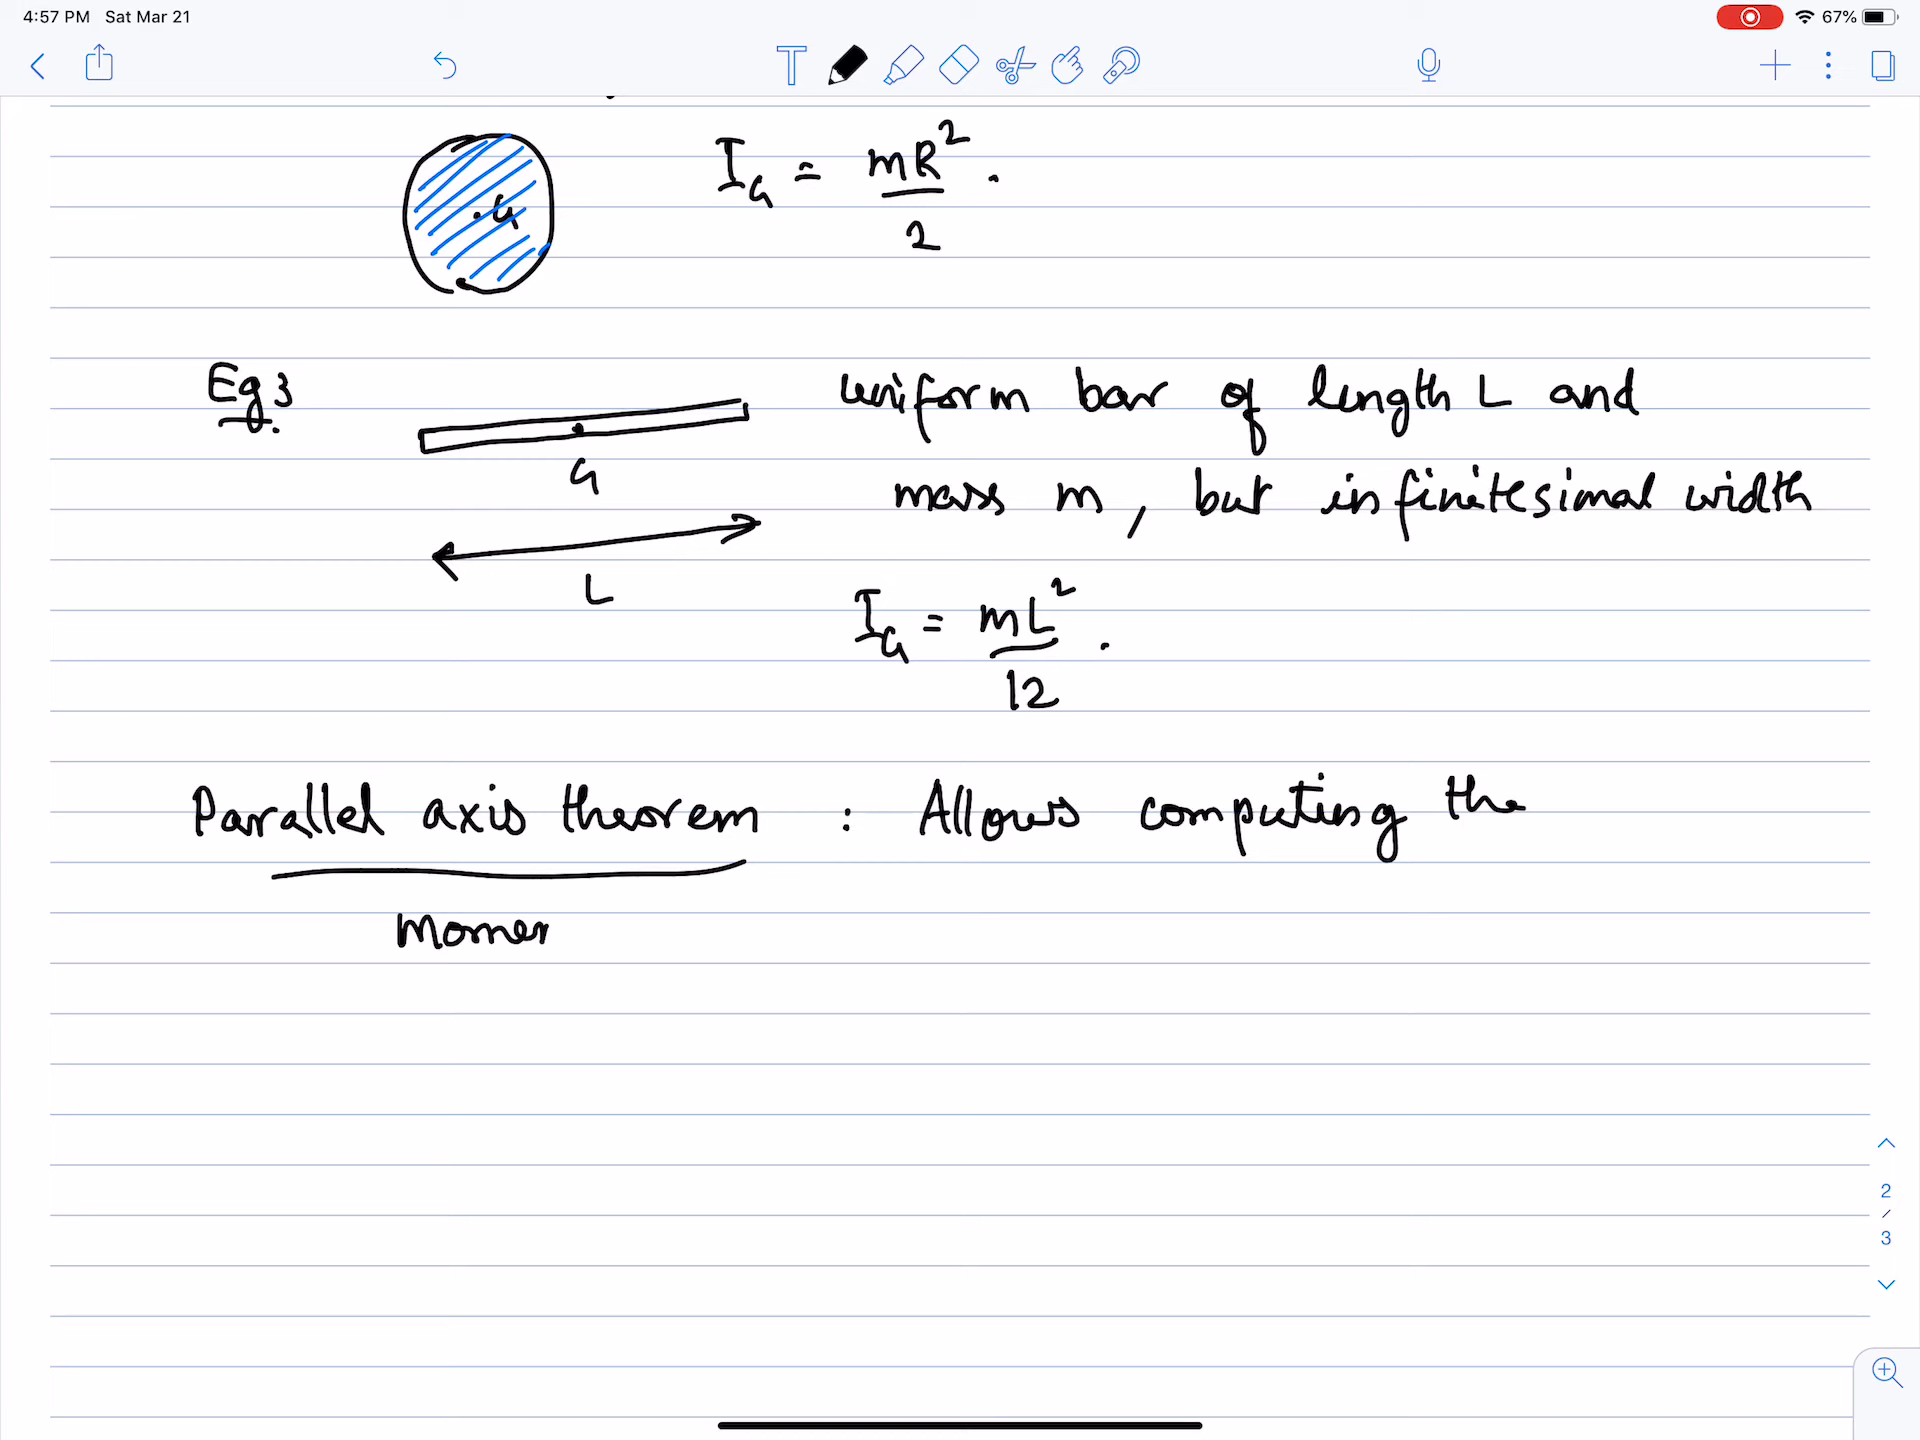 4:57 PM Sat Mar 21
67%
T
I_G = mR²/2 .
.G
Eg 3.
uniform bar of length L and
G
mass m, but infinitesimal width
L
I_G = mL²/12 .
Parallel axis theorem : Allows computing the
Momen
2
/
3